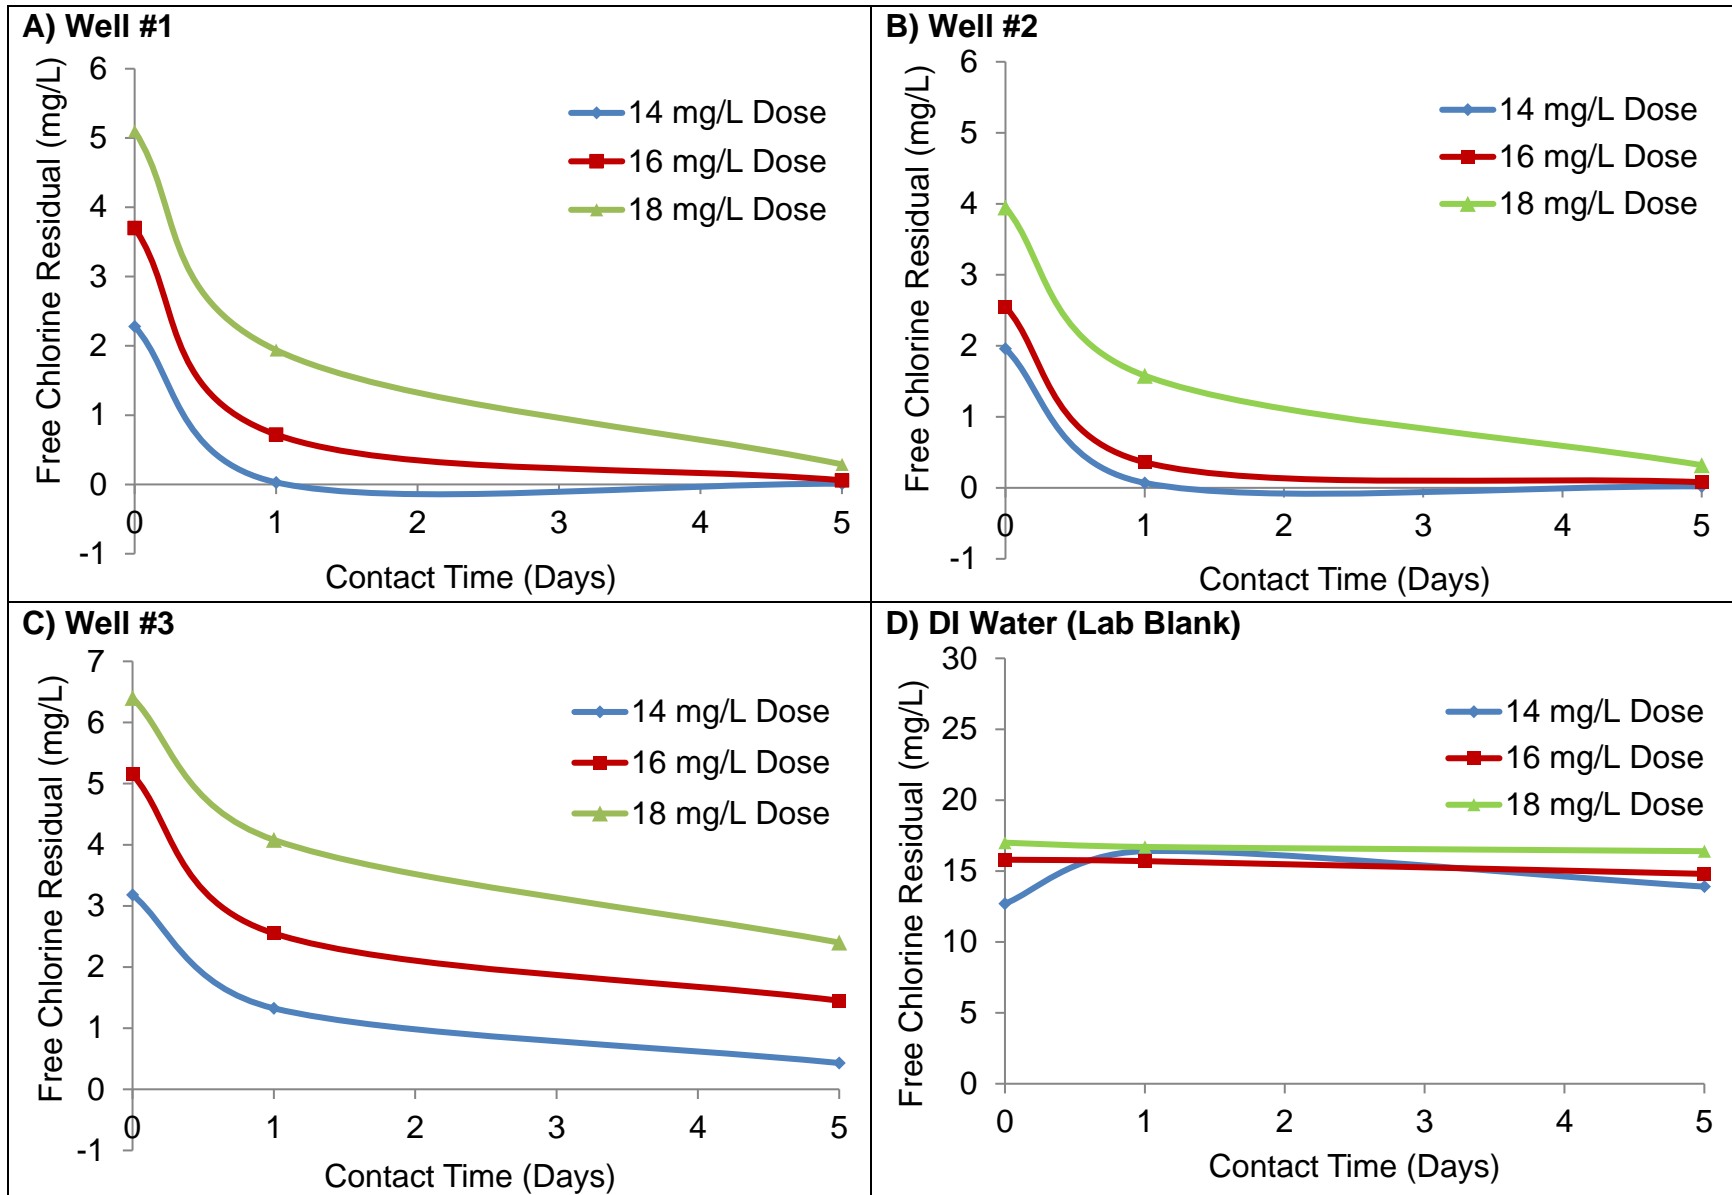 A) Well #1
Free Chlorine Residual (mg/L)
6
5
4
3
2
1
0
-1
0 1 2 3 4 5
Contact Time (Days)
14 mg/L Dose
16 mg/L Dose
18 mg/L Dose
B) Well #2
Free Chlorine Residual (mg/L)
6
5
4
3
2
1
0
-1
0 1 2 3 4 5
Contact Time (Days)
14 mg/L Dose
16 mg/L Dose
18 mg/L Dose
C) Well #3
Free Chlorine Residual (mg/L)
7
6
5
4
3
2
1
0
-1
0 1 2 3 4 5
Contact Time (Days)
14 mg/L Dose
16 mg/L Dose
18 mg/L Dose
D) DI Water (Lab Blank)
Free Chlorine Residual (mg/L)
30
25
20
15
10
5
0
0 1 2 3 4 5
Contact Time (Days)
14 mg/L Dose
16 mg/L Dose
18 mg/L Dose